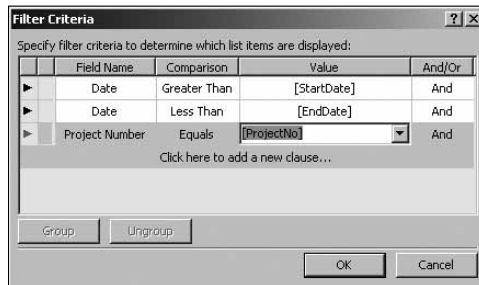 Filter Criteria
Specify filter criteria to determine which list items are displayed:
Field Name Comparison Value And/Or
Date Greater Than [StartDate] And
Date Less Than [EndDate] And
Project Number Equals [ProjectNo] And
Click here to add a new clause...
Group Ungroup
OK Cancel